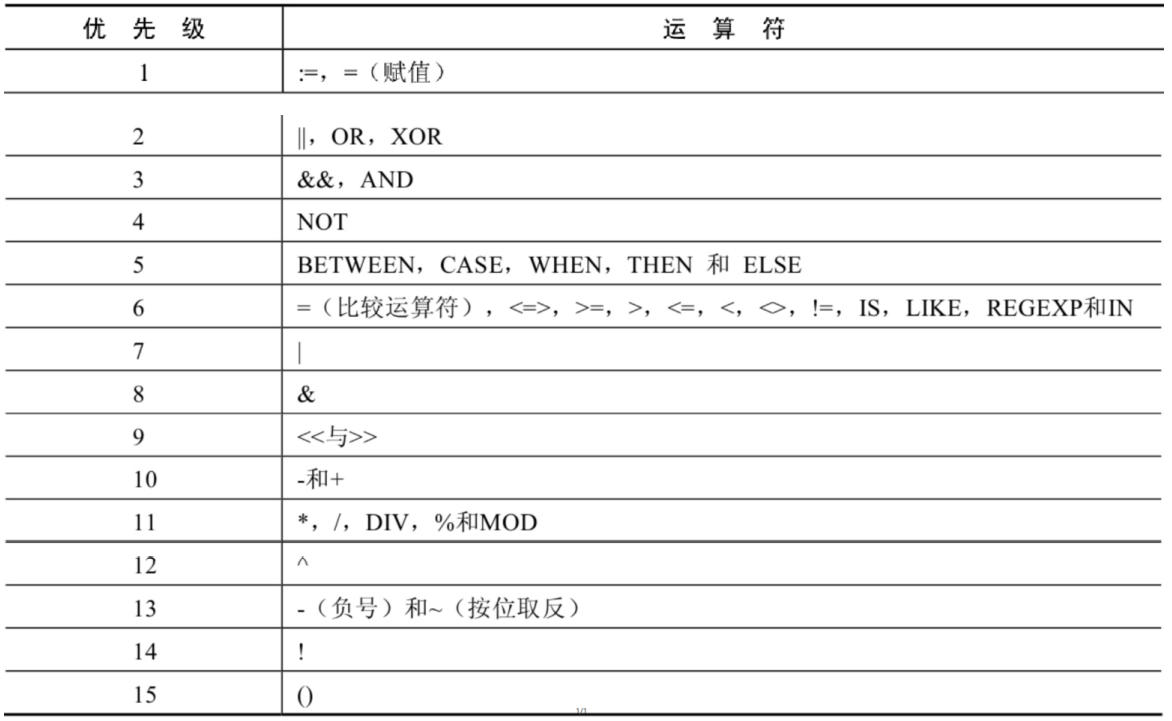 优 先 级 运 算 符
1 :=，=（赋值）
2 ||，OR，XOR
3 &&，AND
4 NOT
5 BETWEEN，CASE，WHEN，THEN 和 ELSE
6 =（比较运算符），<=>，>=，>，<=，<，<>，!=，IS，LIKE，REGEXP和IN
7 |
8 &
9 <<与>>
10 -和+
11 *，/，DIV，%和MOD
12 ^
13 -（负号）和~（按位取反）
14 !
15 ()
1/1